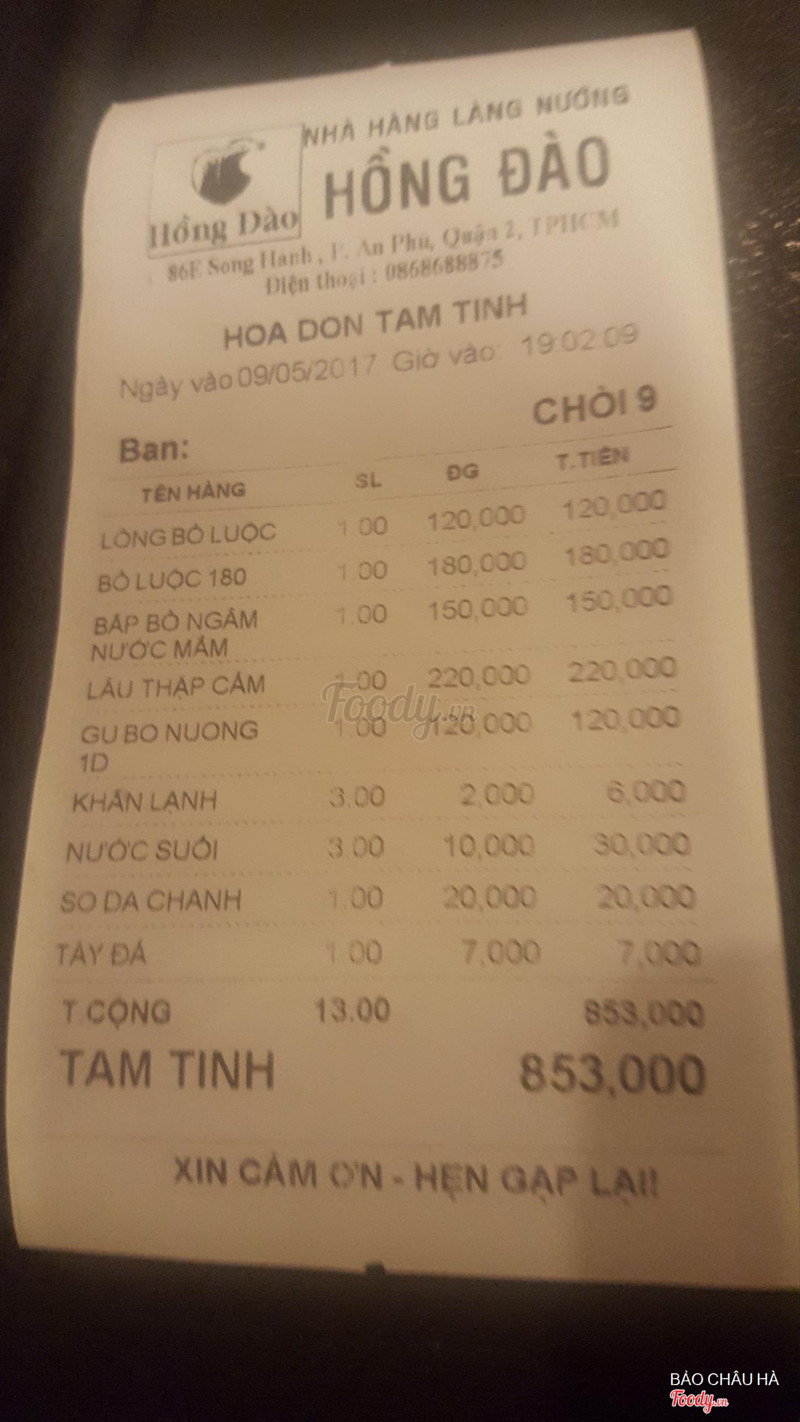 NHÀ HÀNG LÀNG NƯỚNG
HỒNG ĐÀO
Hồng Đào
86E Song Hành, P. An Phú, Quận 2, TPHCM
Điện thoại : 0868688875
HOA DON TAM TINH
Ngày vào 09/05/2017 Giờ vào: 19:02:09
CHÒI 9
Ban:
TÊN HÀNG SL ĐG T.TIỀN
LÒNG BÒ LUỘC 1.00 120,000 120,000
BÒ LUỘC 180 1.00 180,000 180,000
BẮP BÒ NGÂM 1.00 150,000 150,000
NƯỚC MẮM
LẨU THẬP CẨM 1.00 220,000 220,000
GU BO NUONG 1.00 120,000 120,000
1D
KHĂN LẠNH 3.00 2,000 6,000
NƯỚC SUỐI 3.00 10,000 30,000
SO DA CHANH 1.00 20,000 20,000
TẨY ĐÁ 1.00 7,000 7,000
T.CỘNG 13.00 853,000
TAM TINH 853,000
XIN CẢM ƠN - HẸN GẶP LẠI!
Foody.vn
BẢO CHÂU HÀ
Foody.vn